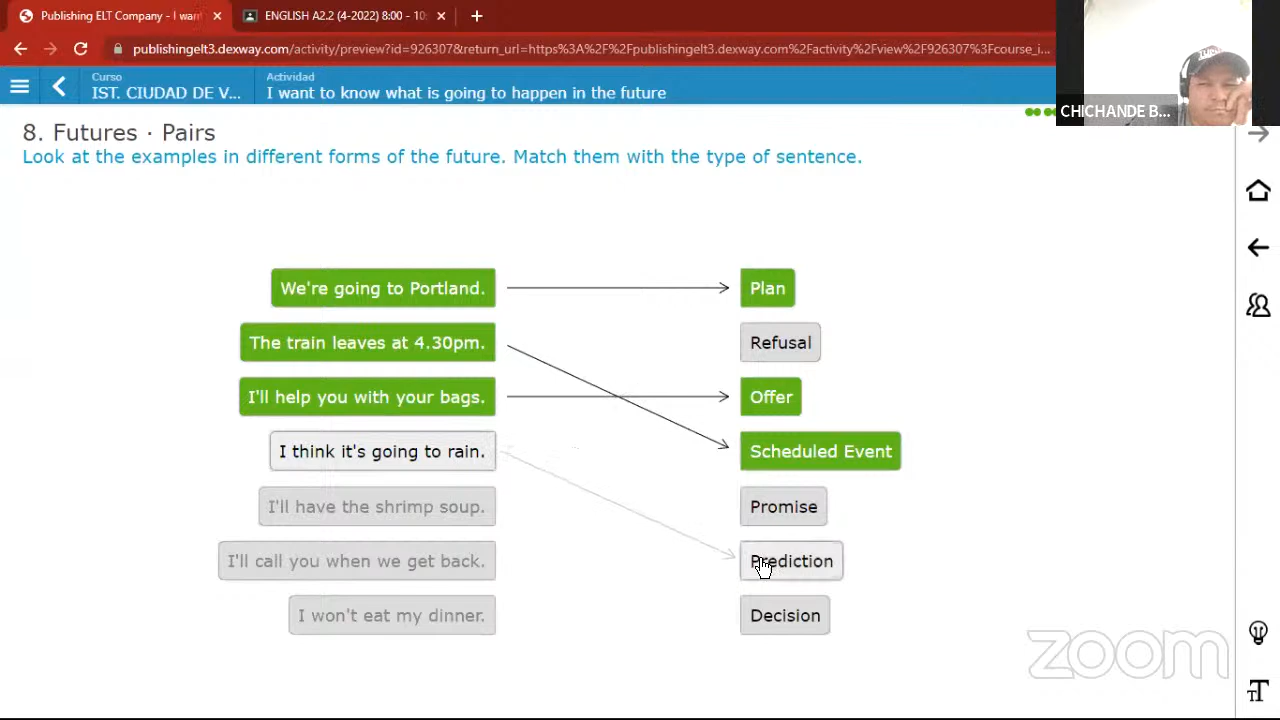 Publishing ELT Company - I wan
ENGLISH A2.2 (4-2022) 8:00 - 10:
publishingelt3.dexway.com/activity/preview?id=926307&return_url=https%3A%2F%2Fpublishingelt3.dexway.com%2Factivity%2Fview%2F926307%3Fcourse_i...
Curso
IST. CIUDAD DE V...
Actividad
I want to know what is going to happen in the future
CHICHANDE B...
8. Futures · Pairs
Look at the examples in different forms of the future. Match them with the type of sentence.
We're going to Portland.
Plan
The train leaves at 4.30pm.
Refusal
I'll help you with your bags.
Offer
I think it's going to rain.
Scheduled Event
I'll have the shrimp soup.
Promise
I'll call you when we get back.
Prediction
I won't eat my dinner.
Decision
zoom
TT